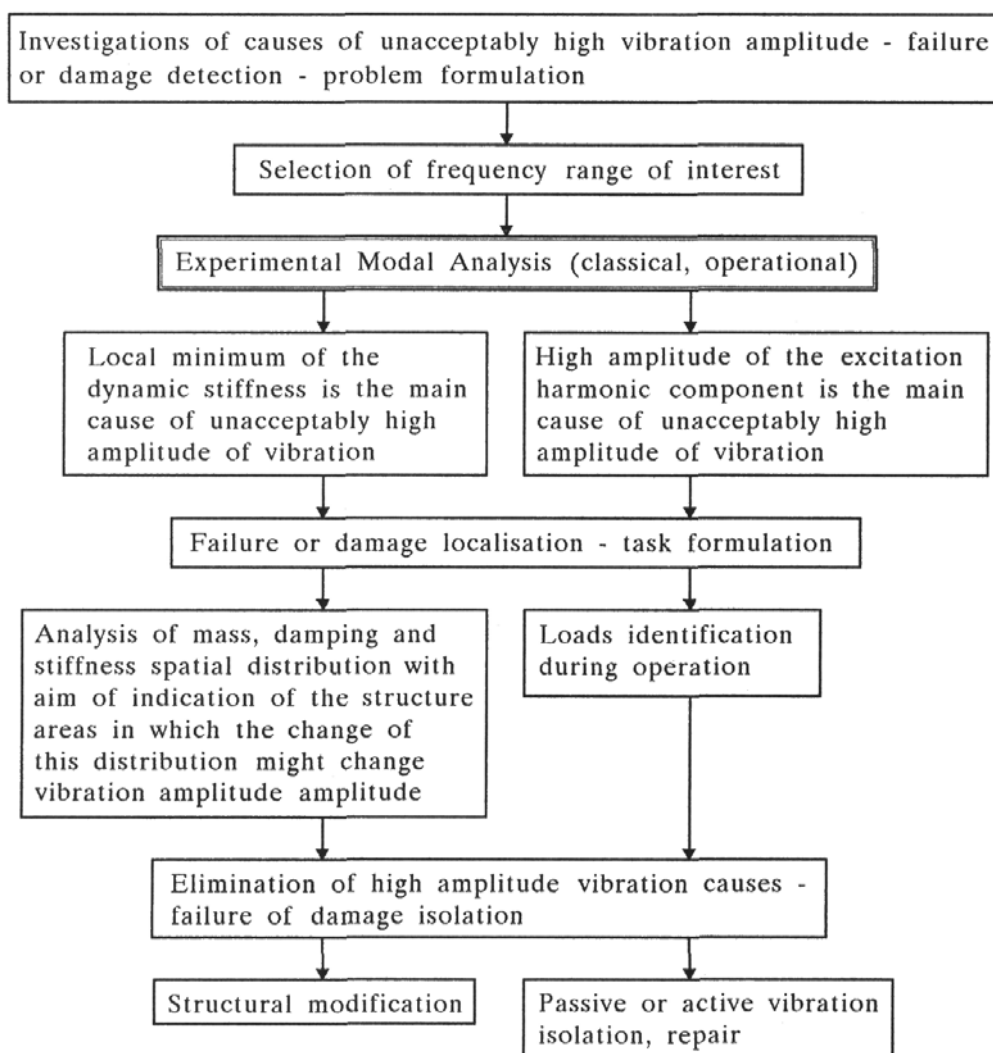 Investigations of causes of unacceptably high vibration amplitude - failure
or damage detection - problem formulation
Selection of frequency range of interest
Experimental Modal Analysis (classical, operational)
Local minimum of the
dynamic stiffness is the main
cause of unacceptably high
amplitude of vibration
High amplitude of the excitation
harmonic component is the main
cause of unacceptably high
amplitude of vibration
Failure or damage localisation - task formulation
Analysis of mass, damping and
stiffness spatial distribution with
aim of indication of the structure
areas in which the change of
this distribution might change
vibration amplitude amplitude
Loads identification
during operation
Elimination of high amplitude vibration causes -
failure of damage isolation
Structural modification
Passive or active vibration
isolation, repair